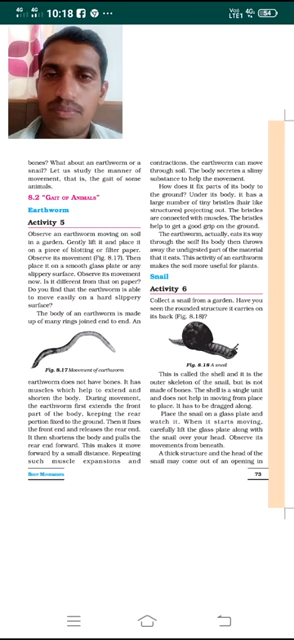 4G 4G 10:18
Vo)) LTE1 4G 54
bones? What about an earthworm or a
snail? Let us study the manner of
movement, that is, the gait of some
animals.
8.2 "GAIT OF ANIMALS"
Earthworm
Activity 5
Observe an earthworm moving on soil
in a garden. Gently lift it and place it
on a piece of blotting or filter paper.
Observe its movement (Fig. 8.17). Then
place it on a smooth glass plate or any
slippery surface. Observe its movement
now. Is it different from that on paper?
Do you find that the earthworm is able
to move easily on a hard slippery
surface?
The body of an earthworm is made
up of many rings joined end to end. An
Fig. 8.17 Movement of earthworm
earthworm does not have bones. It has
muscles which help to extend and
shorten the body. During movement,
the earthworm first extends the front
part of the body, keeping the rear
portion fixed to the ground. Then it fixes
the front end and releases the rear end.
It then shortens the body and pulls the
rear end forward. This makes it move
forward by a small distance. Repeating
such muscle expansions and
BODY MOVEMENTS
contractions, the earthworm can move
through soil. The body secretes a slimy
substance to help the movement.
How does it fix parts of its body to
the ground? Under its body, it has a
large number of tiny bristles (hair like
structures) projecting out. The bristles
are connected with muscles. The bristles
help to get a good grip on the ground.
The earthworm, actually, eats its way
through the soil! Its body then throws
away the undigested part of the material
that it eats. This activity of an earthworm
makes the soil more useful for plants.
Snail
Activity 6
Collect a snail from a garden. Have you
seen the rounded structure it carries on
its back (Fig. 8.18)?
Fig. 8.18 A snail
This is called the shell and it is the
outer skeleton of the snail, but is not
made of bones. The shell is a single unit
and does not help in moving from place
to place. It has to be dragged along.
Place the snail on a glass plate and
watch it. When it starts moving,
carefully lift the glass plate along with
the snail over your head. Observe its
movements from beneath.
A thick structure and the head of the
snail may come out of an opening in
73